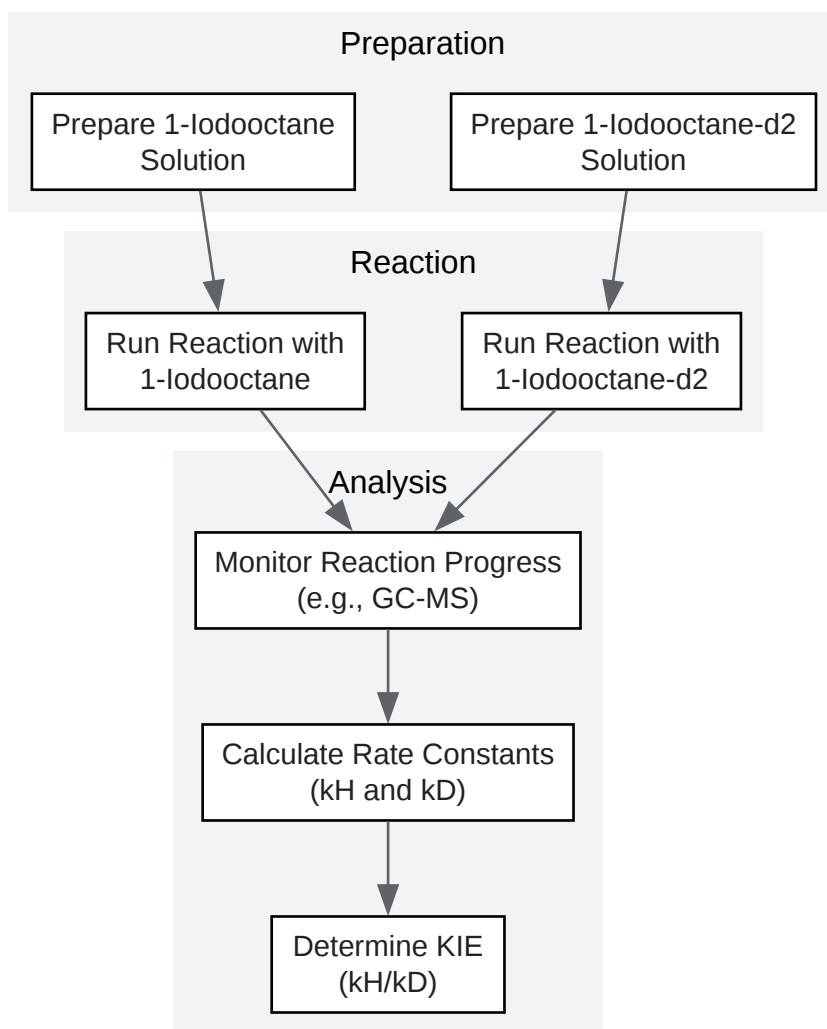 Preparation
Prepare 1-Iodooctane
Solution
Prepare 1-Iodooctane-d2
Solution
Reaction
Run Reaction with
1-Iodooctane
Run Reaction with
1-Iodooctane-d2
Analysis
Monitor Reaction Progress
(e.g., GC-MS)
Calculate Rate Constants
(kH and kD)
Determine KIE
(kH/kD)